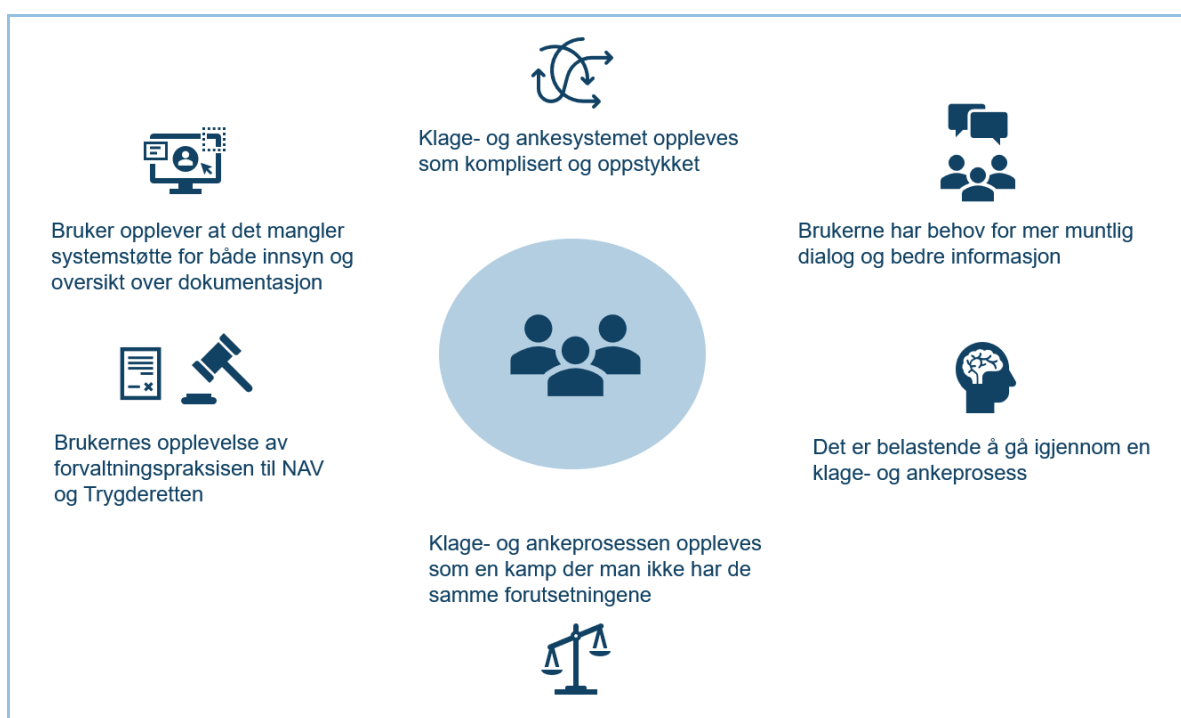 Klage- og ankesystemet oppleves
som komplisert og oppstykket
Bruker opplever at det mangler
systemstøtte for både innsyn og
oversikt over dokumentasjon
Brukerne har behov for mer muntlig
dialog og bedre informasjon
Brukernes opplevelse av
forvaltningspraksisen til NAV
og Trygderetten
Det er belastende å gå igjennom en
klage- og ankeprosess
Klage- og ankeprosessen oppleves
som en kamp der man ikke har de
samme forutsetningene